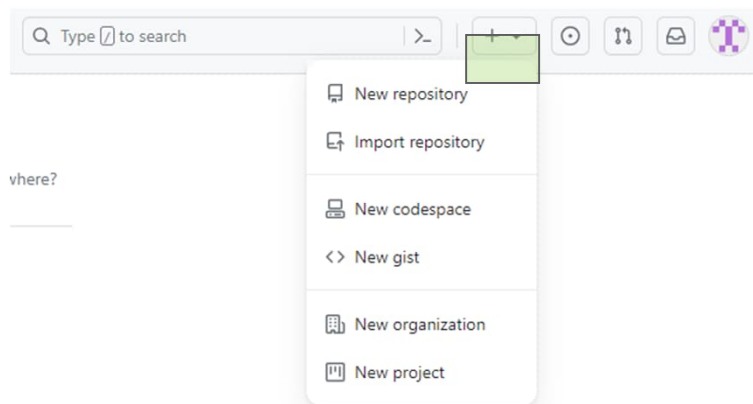 Type / to search
New repository
Import repository
where?
New codespace
New gist
New organization
New project